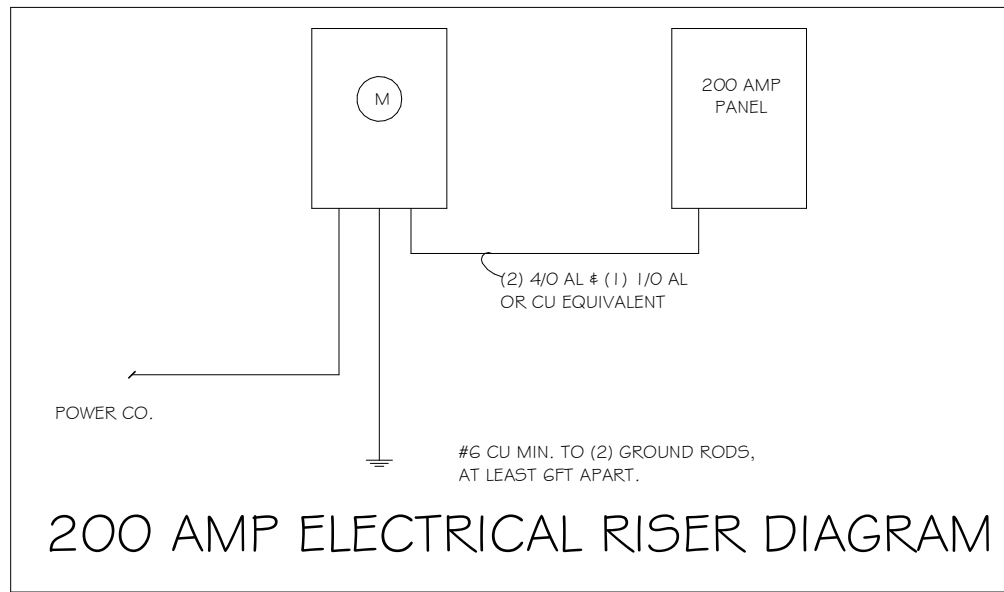 M
200 AMP
PANEL
(2) 4/0 AL & (1) 1/0 AL
OR CU EQUIVALENT
POWER CO.
#6 CU MIN. TO (2) GROUND RODS,
AT LEAST 6FT APART.
200 AMP ELECTRICAL RISER DIAGRAM